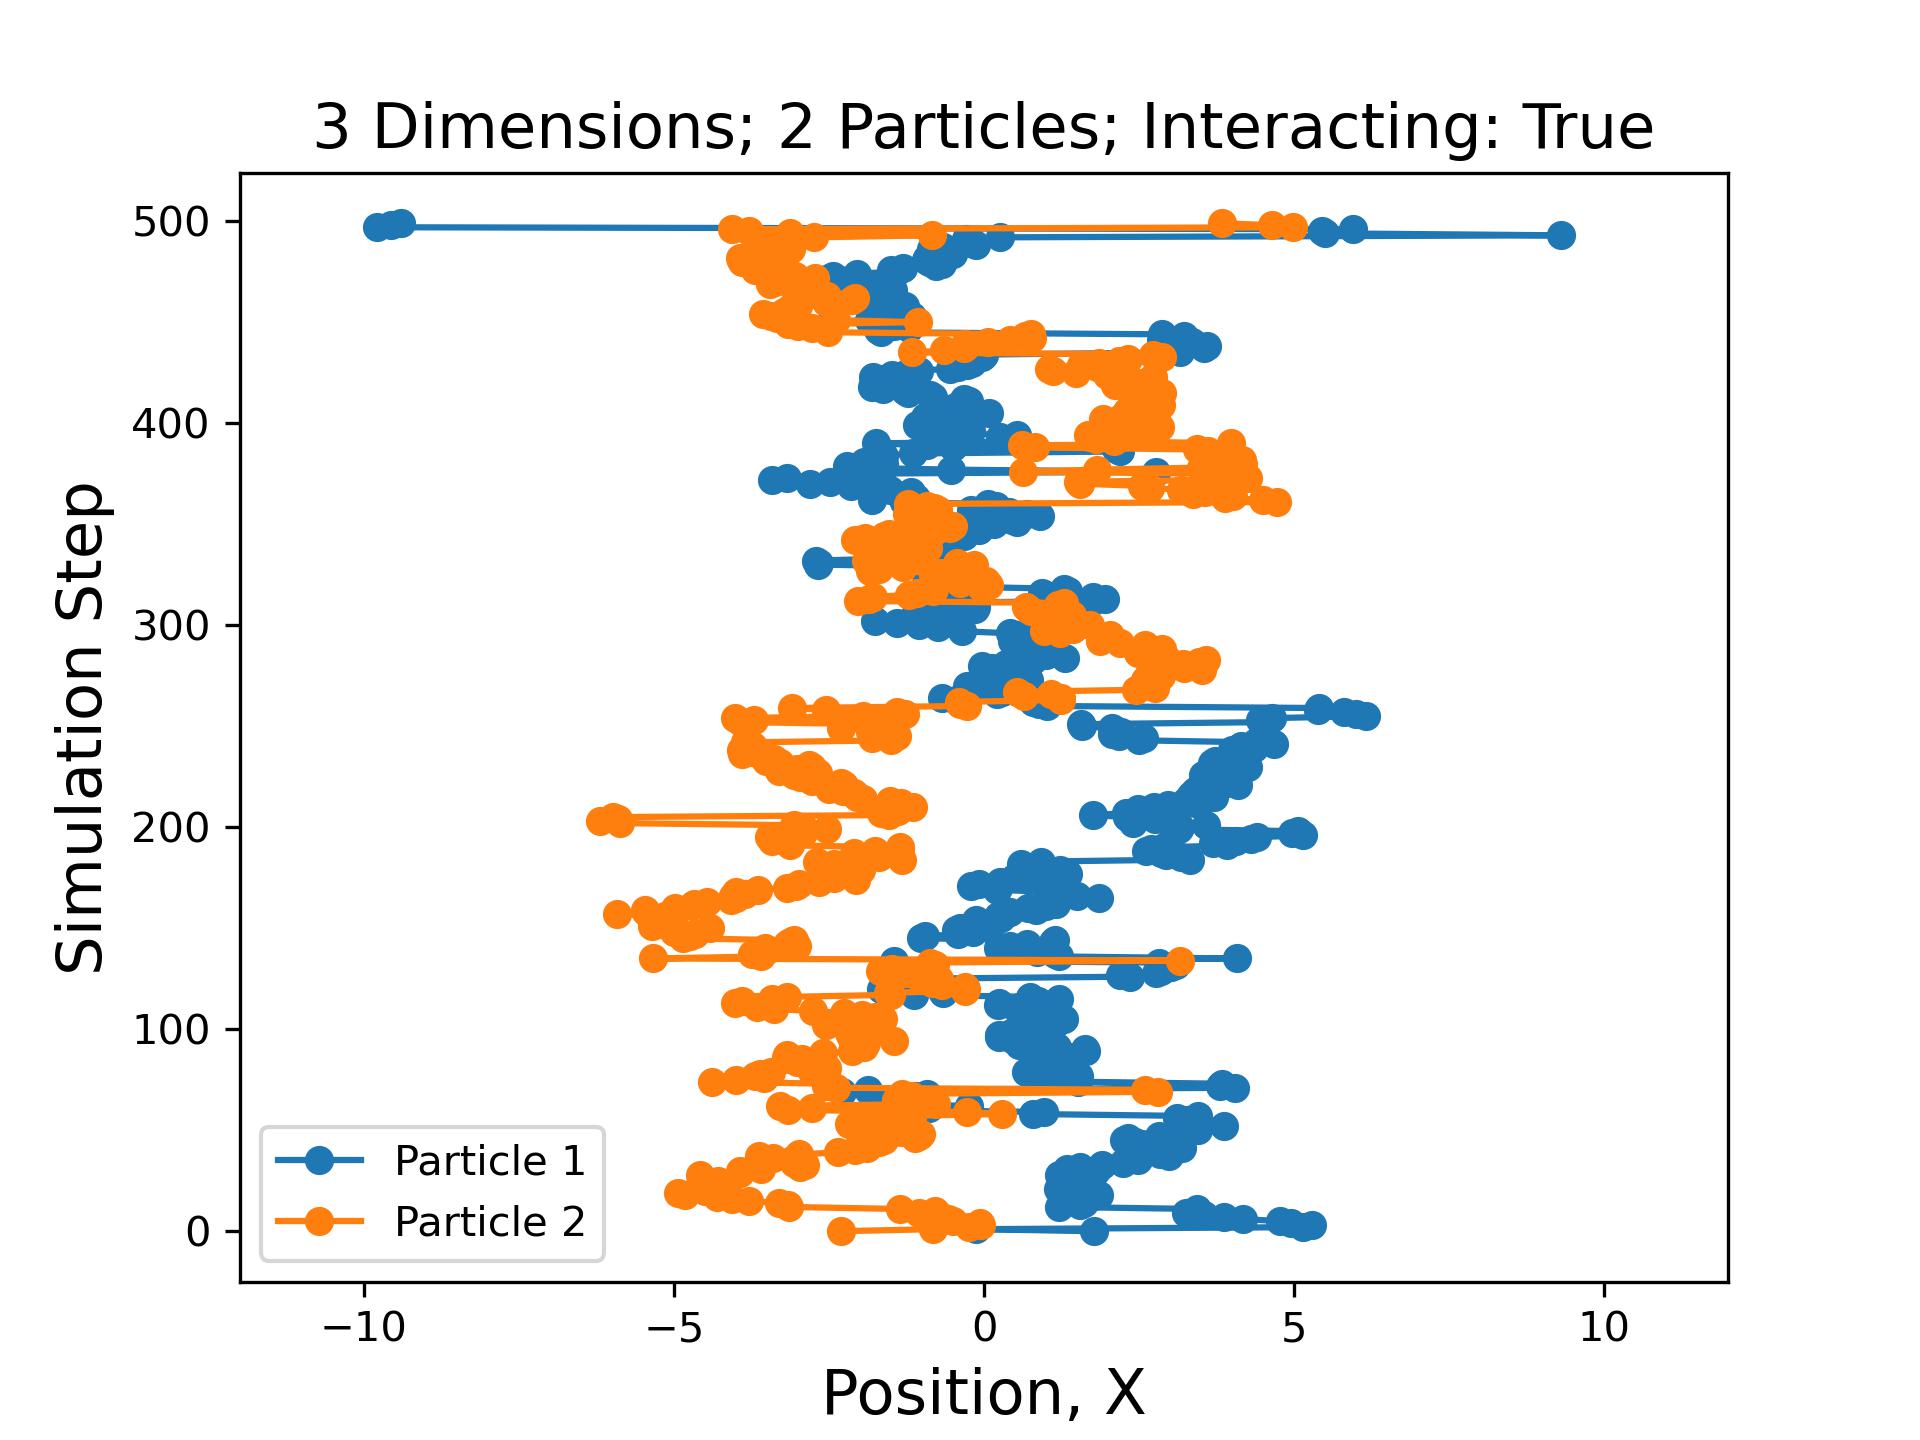 3 Dimensions; 2 Particles; Interacting: True
500
400
300
200
100
0
Simulation Step
Particle 1
Particle 2
−10 −5 0 5 10
Position, X